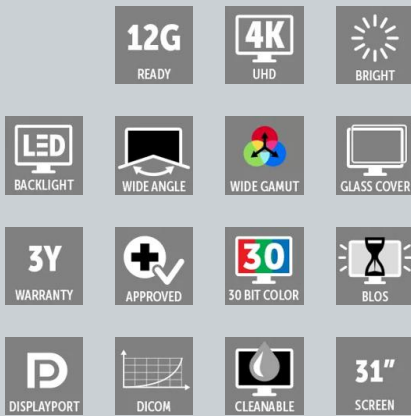 12G
READY
4K
UHD
BRIGHT
LED
BACKLIGHT
WIDE ANGLE
WIDE GAMUT
GLASS COVER
3Y
WARRANTY
APPROVED
30
30 BIT COLOR
BLOS
DISPLAYPORT
DICOM
CLEANABLE
31"
SCREEN